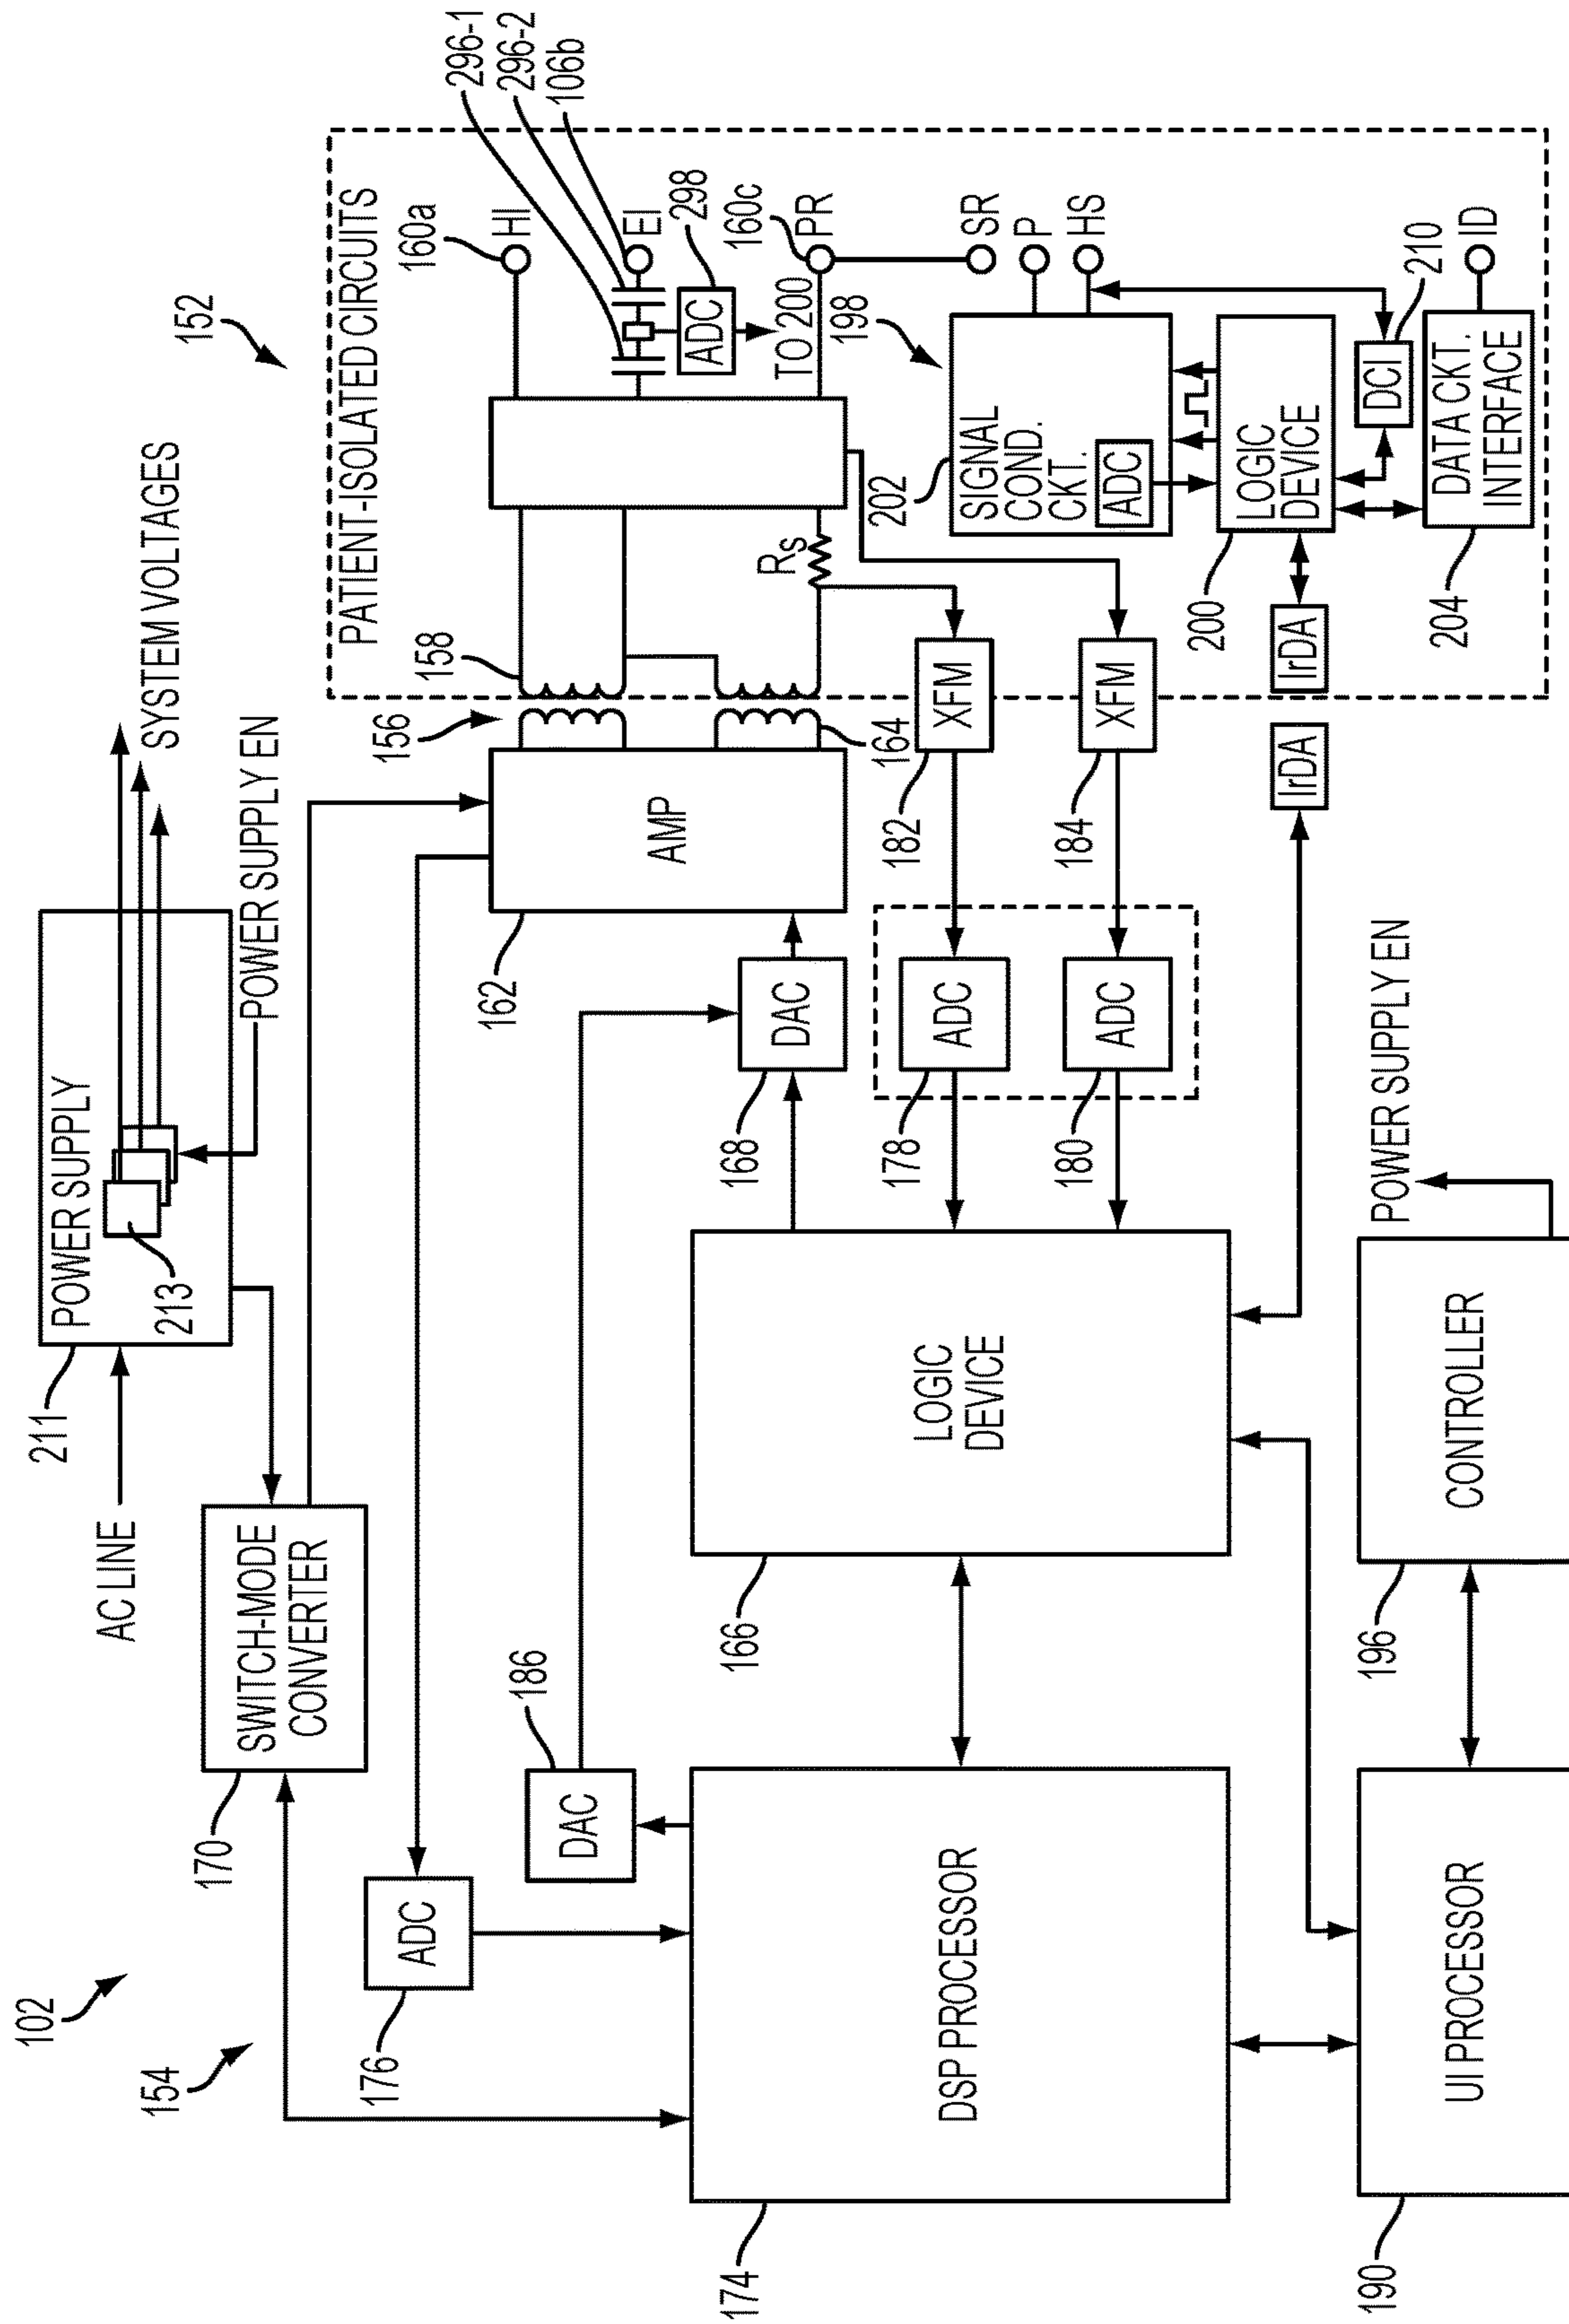 102
154
152
211
POWER SUPPLY
213
AC LINE
SYSTEM VOLTAGES
POWER SUPPLY EN
170
SWITCH-MODE
CONVERTER
PATIENT-ISOLATED CIRCUITS
176
ADC
186
DAC
162
AMP
156
158
164
160a
HI
296-1
296-2
106b
EI
298
ADC
TO 200
160c
PR
RS
168
DAC
178
ADC
180
ADC
182
XFM
184
XFM
198
SR
P
HS
202
SIGNAL
COND.
CKT.
ADC
200
LOGIC
DEVICE
210
DCI
204
DATA CKT.
INTERFACE
ID
IrDA
IrDA
174
DSP PROCESSOR
166
LOGIC
DEVICE
190
UI PROCESSOR
196
CONTROLLER
POWER SUPPLY EN